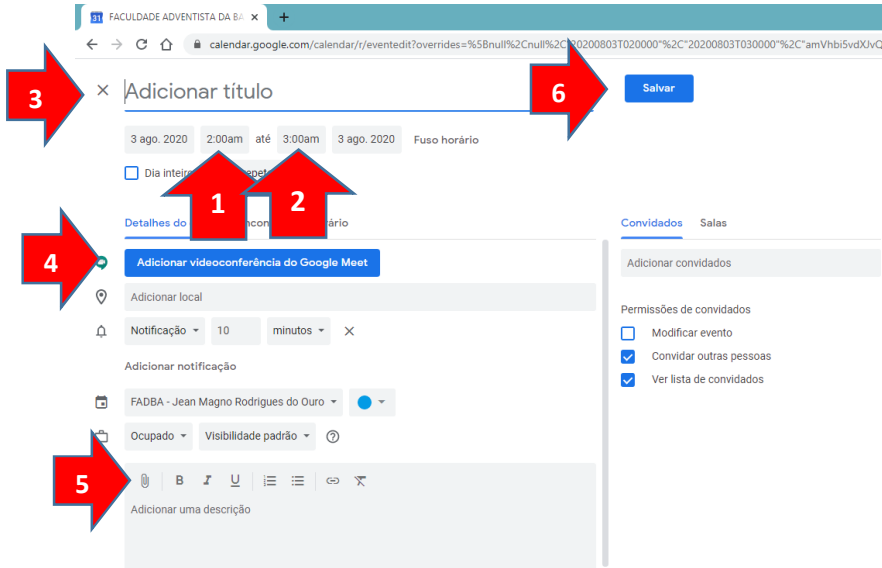 FACULDADE ADVENTISTA DA BA
calendar.google.com/calendar/r/eventedit?overrides=%5Bnull%2Cnull%2C"20200803T020000"%2C"20200803T030000"%2C"amVhbi5vdXJvQ
3
Adicionar título
6
Salvar
3 ago. 2020 2:00am até 3:00am 3 ago. 2020 Fuso horário
Dia inteiro
1
2
Detalhes do
Convidados Salas
4
Adicionar videoconferência do Google Meet
Adicionar convidados
Adicionar local
Permissões de convidados
Notificação 10 minutos
Modificar evento
Adicionar notificação
Convidar outras pessoas
Ver lista de convidados
FADBA - Jean Magno Rodrigues do Ouro
Ocupado Visibilidade padrão
5
B I U
Adicionar uma descrição